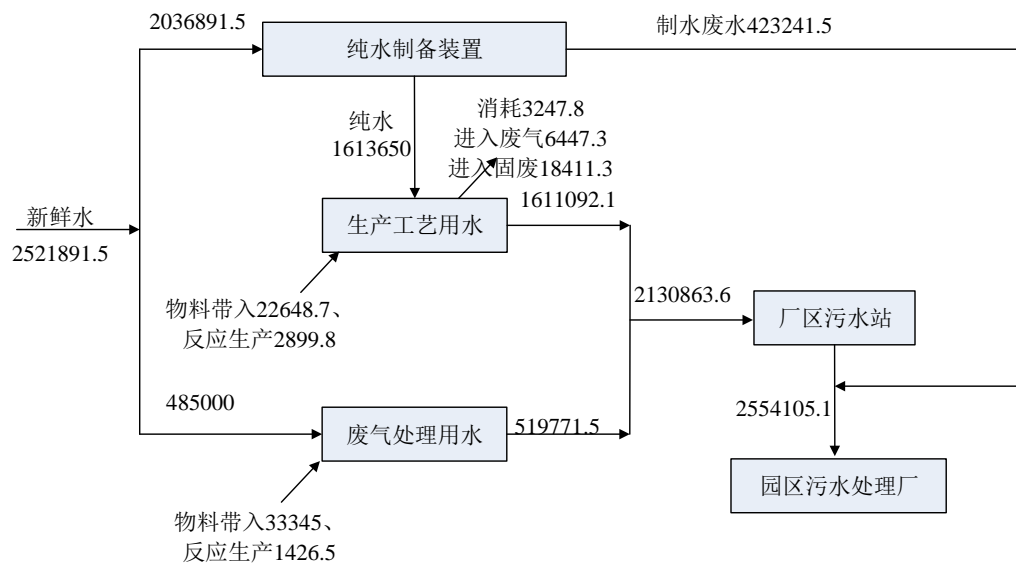 2036891.5
制水废水423241.5
纯水制备装置
消耗3247.8
纯水
进入废气6447.3
1613650
进入固废18411.3
1611092.1
新鲜水
生产工艺用水
2521891.5
2130863.6
物料带入22648.7、
厂区污水站
反应生产2899.8
485000
2554105.1
519771.5
废气处理用水
园区污水处理厂
物料带入33345、
反应生产1426.5